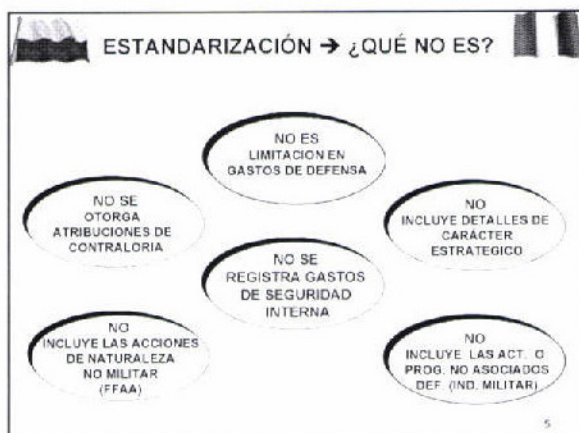 ESTANDARIZACIÓN → ¿QUÉ NO ES?
NO ES
LIMITACION EN
GASTOS DE DEFENSA
NO SE
OTORGA
ATRIBUCIONES DE
CONTRALORIA
NO
INCLUYE DETALLES DE
CARÁCTER
ESTRATEGICO
NO SE
REGISTRA GASTOS
DE SEGURIDAD
INTERNA
NO
INCLUYE LAS ACCIONES
DE NATURALEZA
NO MILITAR
(FFAA)
NO
INCLUYE LAS ACT. O
PROG. NO ASOCIADOS
DEF. (IND. MILITAR)
5